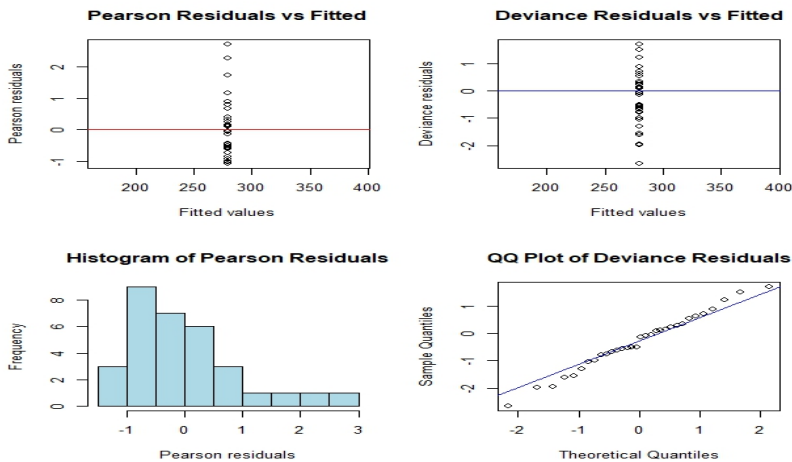 Pearson Residuals vs Fitted
Pearson residuals
2
1
0
-1
200 250 300 350 400
Fitted values
Deviance Residuals vs Fitted
Deviance residuals
1
0
-1
-2
200 250 300 350 400
Fitted values
Histogram of Pearson Residuals
Frequency
8
6
4
2
0
-1 0 1 2 3
Pearson residuals
QQ Plot of Deviance Residuals
Sample Quantiles
1
0
-1
-2
-2 -1 0 1 2
Theoretical Quantiles